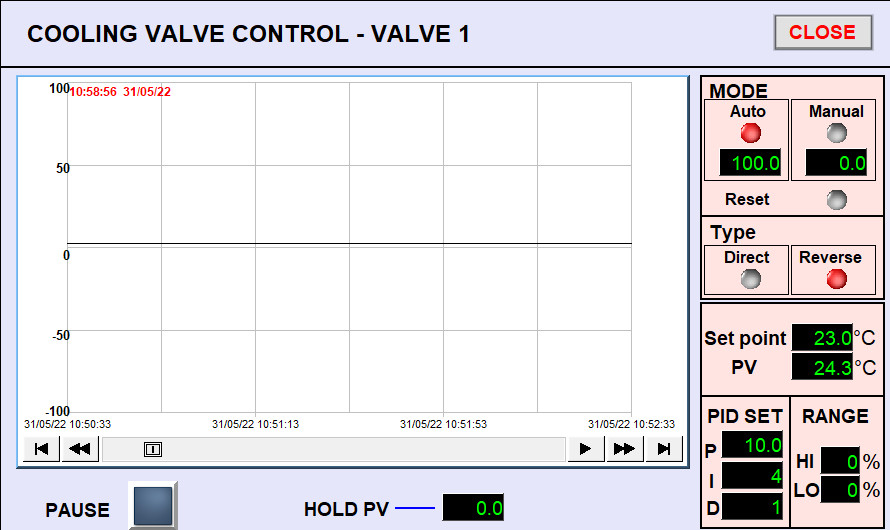 COOLING VALVE CONTROL - VALVE 1
CLOSE
100
10:58:56 31/05/22
50
0
-50
-100
31/05/22 10:50:33
31/05/22 10:51:13
31/05/22 10:51:53
31/05/22 10:52:33
PAUSE
HOLD PV
0.0
MODE
Auto
Manual
100.0
0.0
Reset
Type
Direct
Reverse
Set point 23.0°C
PV 24.3°C
PID SET
P 10.0
I 4
D 1
RANGE
HI 0 %
LO 0 %